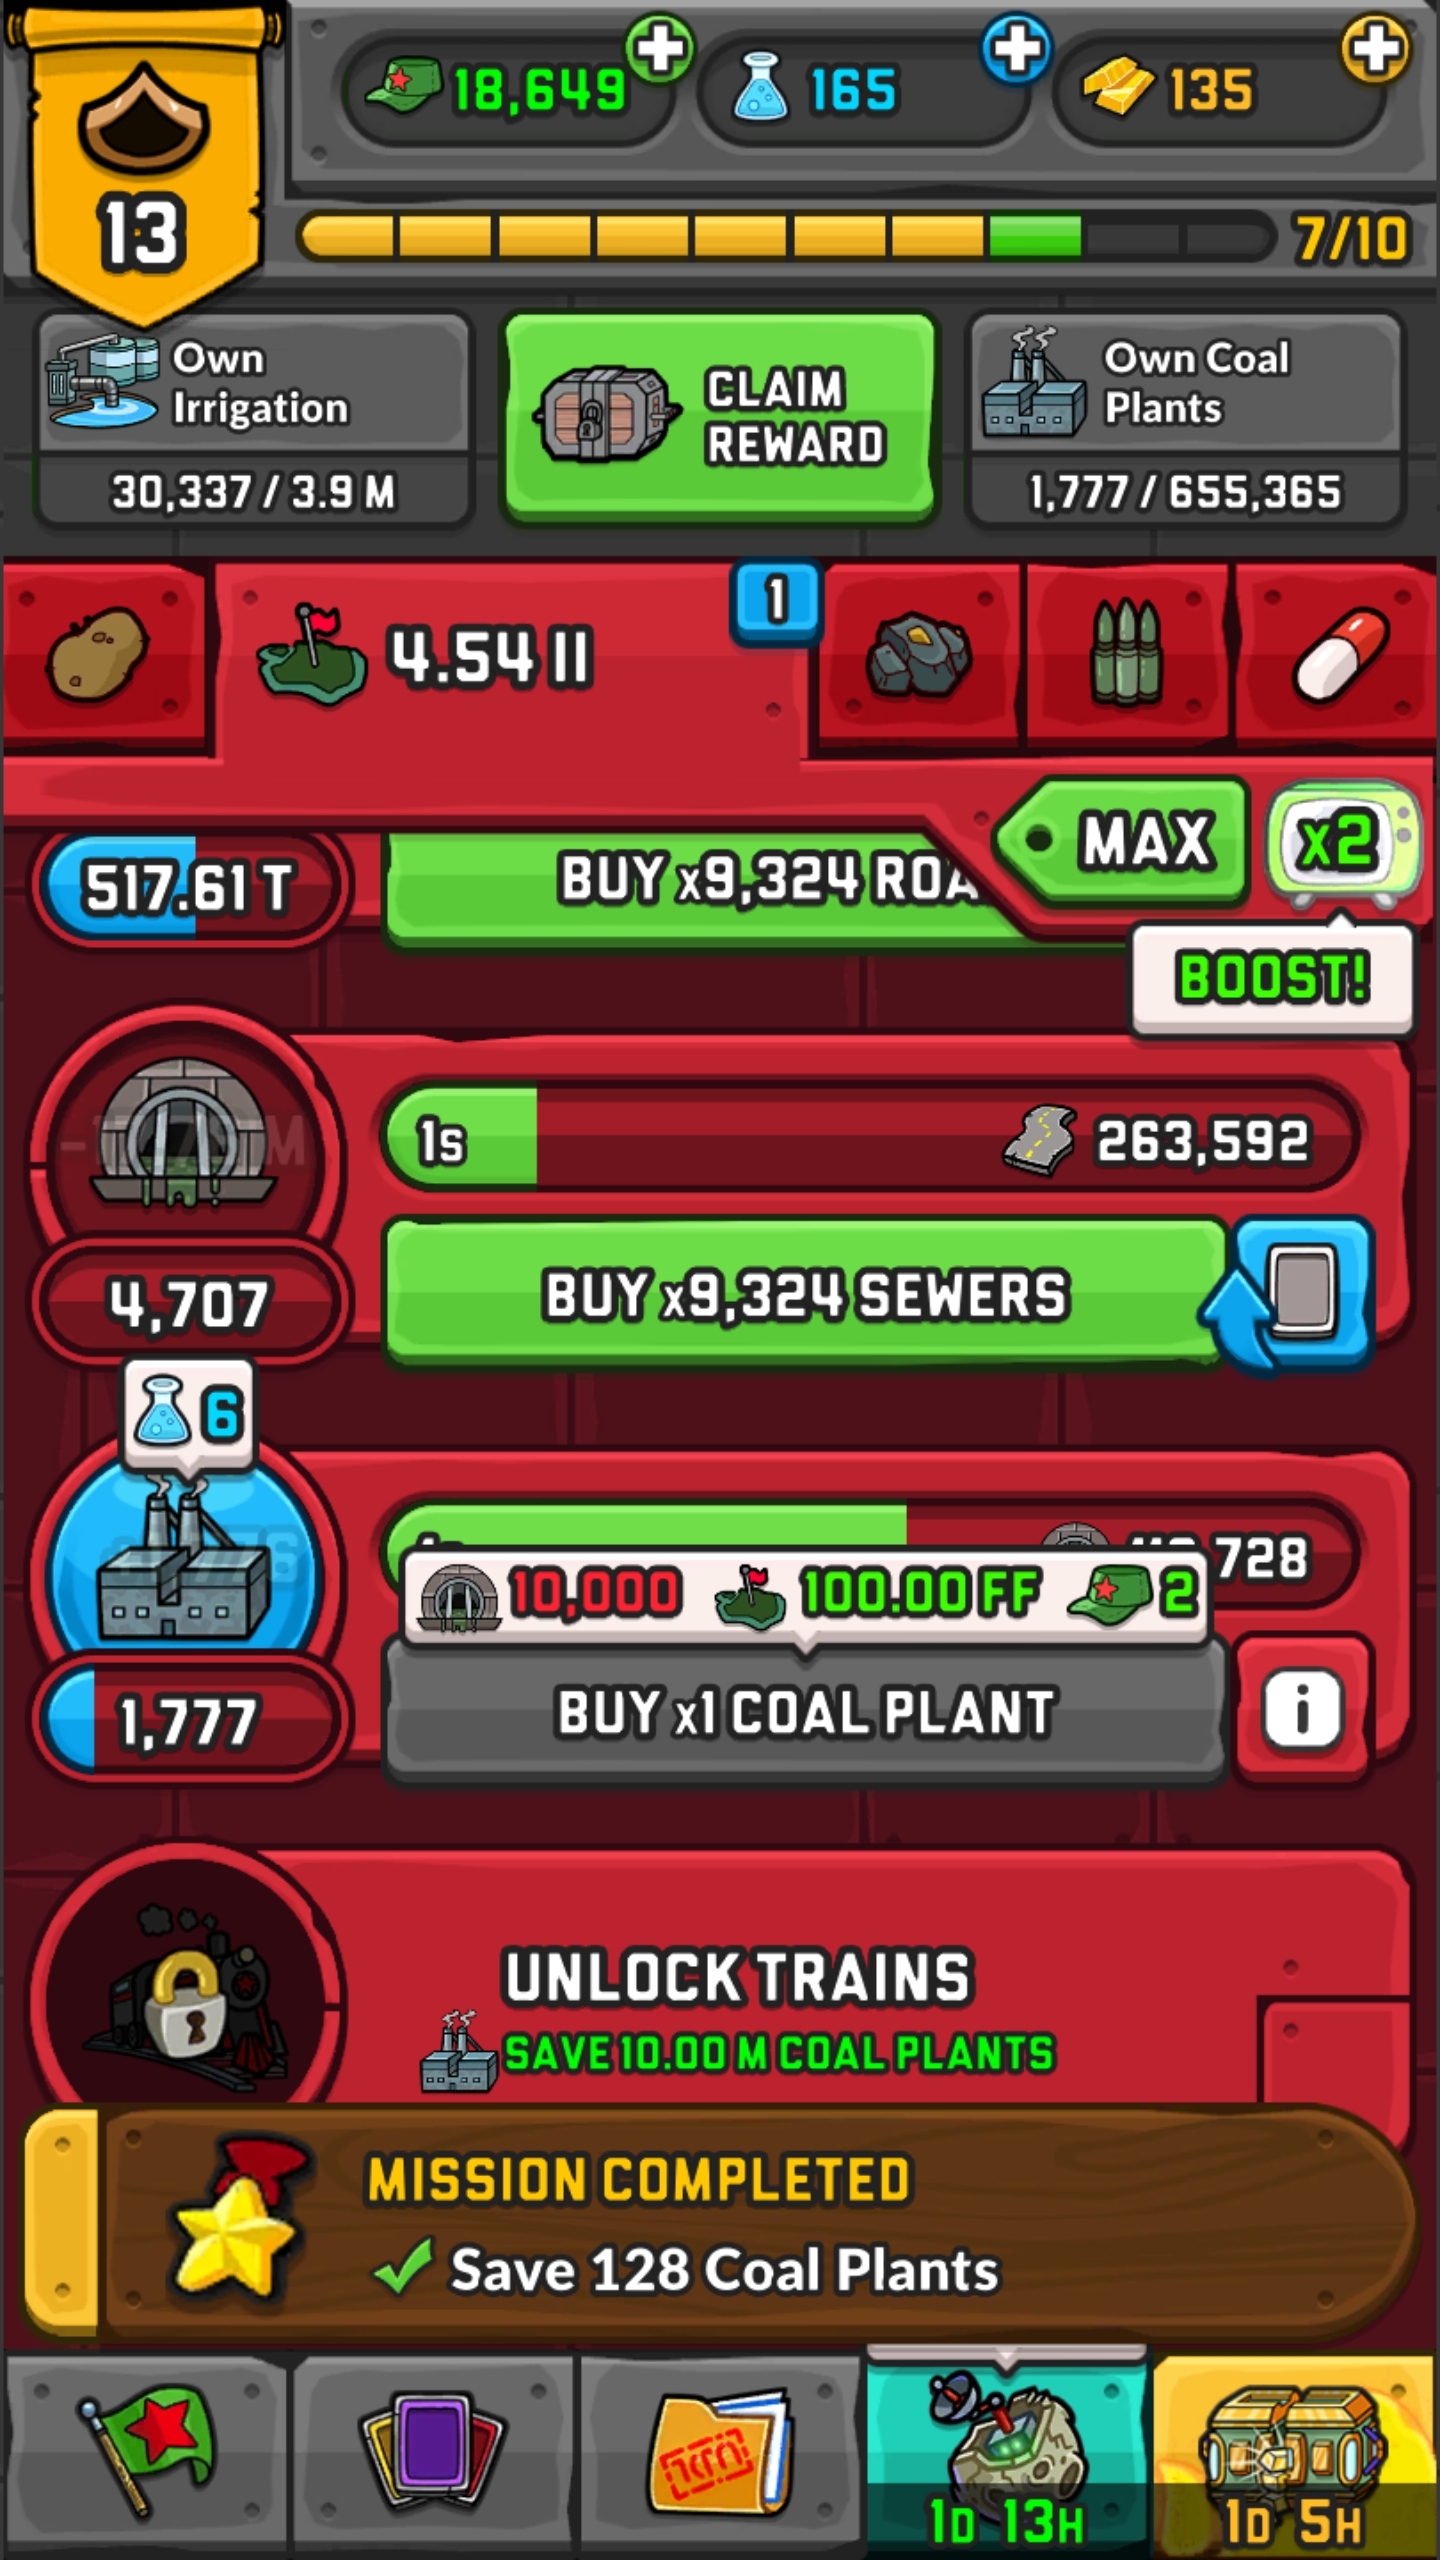 18,649
165
135
13
7/10
Own
Irrigation
30,337 / 3.9 M
CLAIM
REWARD
Own Coal
Plants
1,777 / 655,365
4.54 II
1
MAX
x2
517.61 T
BUY x9,324
BOOST!
1s
263,592
4,707
BUY x9,324 SEWERS
6
728
10,000
100.00 FF
2
1,777
BUY x1 COAL PLANT
i
UNLOCK TRAINS
SAVE 10.00 M COAL PLANTS
MISSION COMPLETED
Save 128 Coal Plants
1D 13H
1D 5H